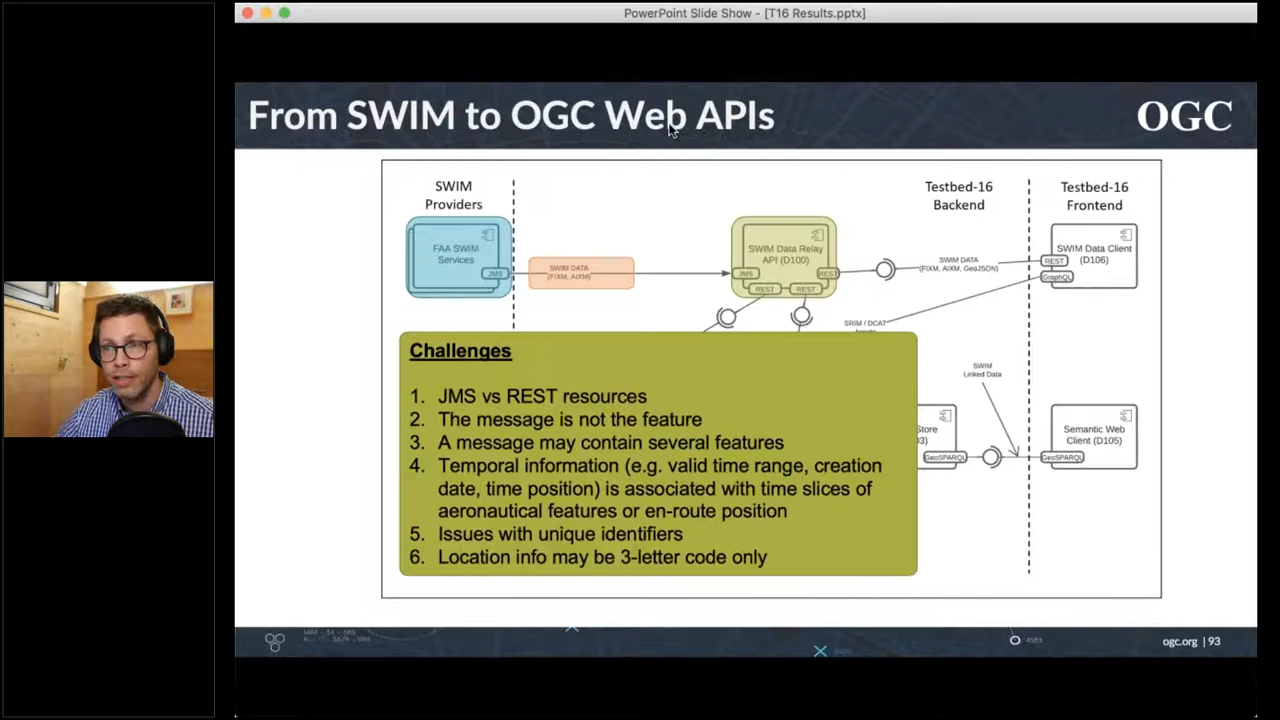 PowerPoint Slide Show - [T16 Results.pptx]
From SWIM to OGC Web APIs
OGC
SWIM
Providers
Testbed-16
Backend
Testbed-16
Frontend
FAA SWIM
Services
JMS
SWIM DATA
(FIXM, AIXM)
SWIM Data Relay
API (D100)
JMS
REST
REST
REST
SWIM DATA
(FIXM, AIXM, GeoJSON)
SWIM Data Client
(D106)
REST
GraphQL
SRIM / DCAT
Challenges
1. JMS vs REST resources
2. The message is not the feature
3. A message may contain several features
4. Temporal information (e.g. valid time range, creation
date, time position) is associated with time slices of
aeronautical features or en-route position
5. Issues with unique identifiers
6. Location info may be 3-letter code only
SWIM
Linked Data
Store
GeoSPARQL
Semantic Web
Client (D105)
GeoSPARQL
ogc.org | 93